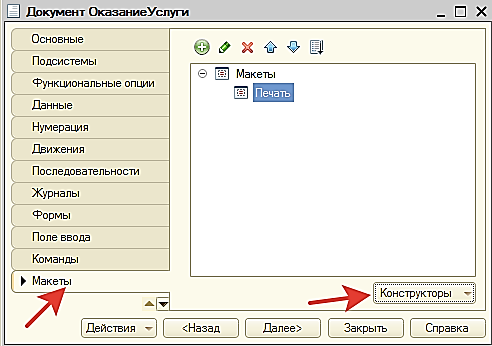 Документ ОказаниеУслуги
Основные
Подсистемы
Функциональные опции
Данные
Нумерация
Движения
Последовательности
Журналы
Формы
Поле ввода
Команды
Макеты
Макеты
Печать
Конструкторы
Действия
<Назад
Далее>
Закрыть
Справка